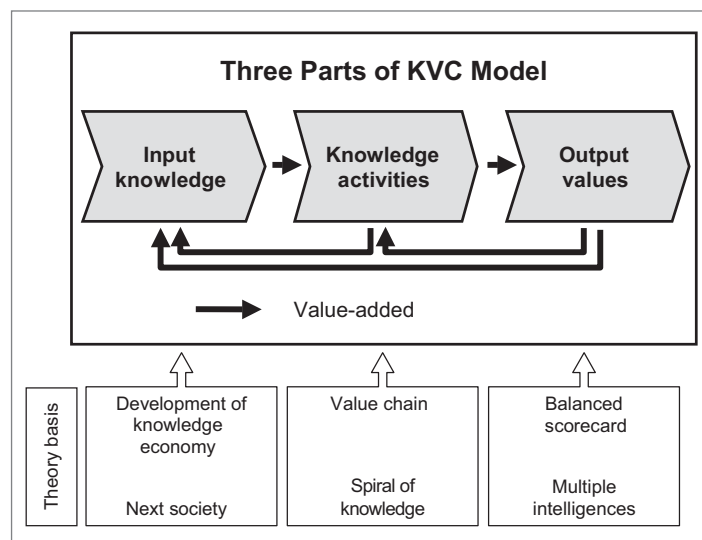 Three Parts of KVC Model
Input
knowledge
Knowledge
activities
Output
values
Value-added
Theory basis
Development of
knowledge
economy
Next society
Value chain
Spiral of
knowledge
Balanced
scorecard
Multiple
intelligences